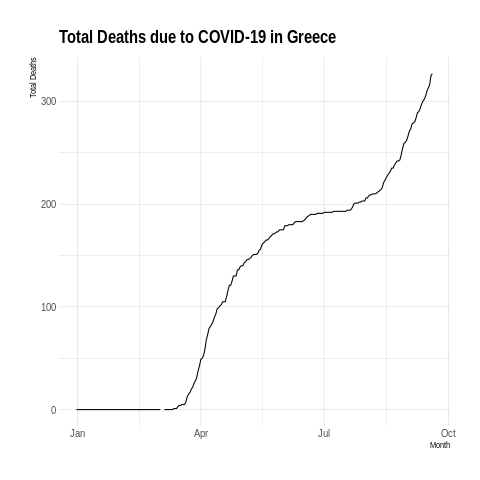 Total Deaths due to COVID-19 in Greece
Total Deaths
300
200
100
0
Jan Apr Jul Oct
Month